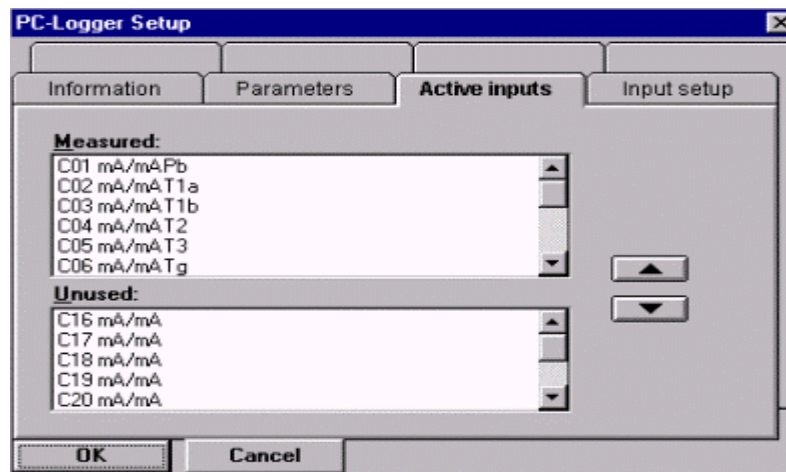 PC-Logger Setup
Information Parameters Active inputs Input setup
Measured:
C01 mA/mAPb
C02 mA/mAT1a
C03 mA/mAT1b
C04 mA/mAT2
C05 mA/mAT3
C06 mA/mATg
Unused:
C16 mA/mA
C17 mA/mA
C18 mA/mA
C19 mA/mA
C20 mA/mA
OK Cancel